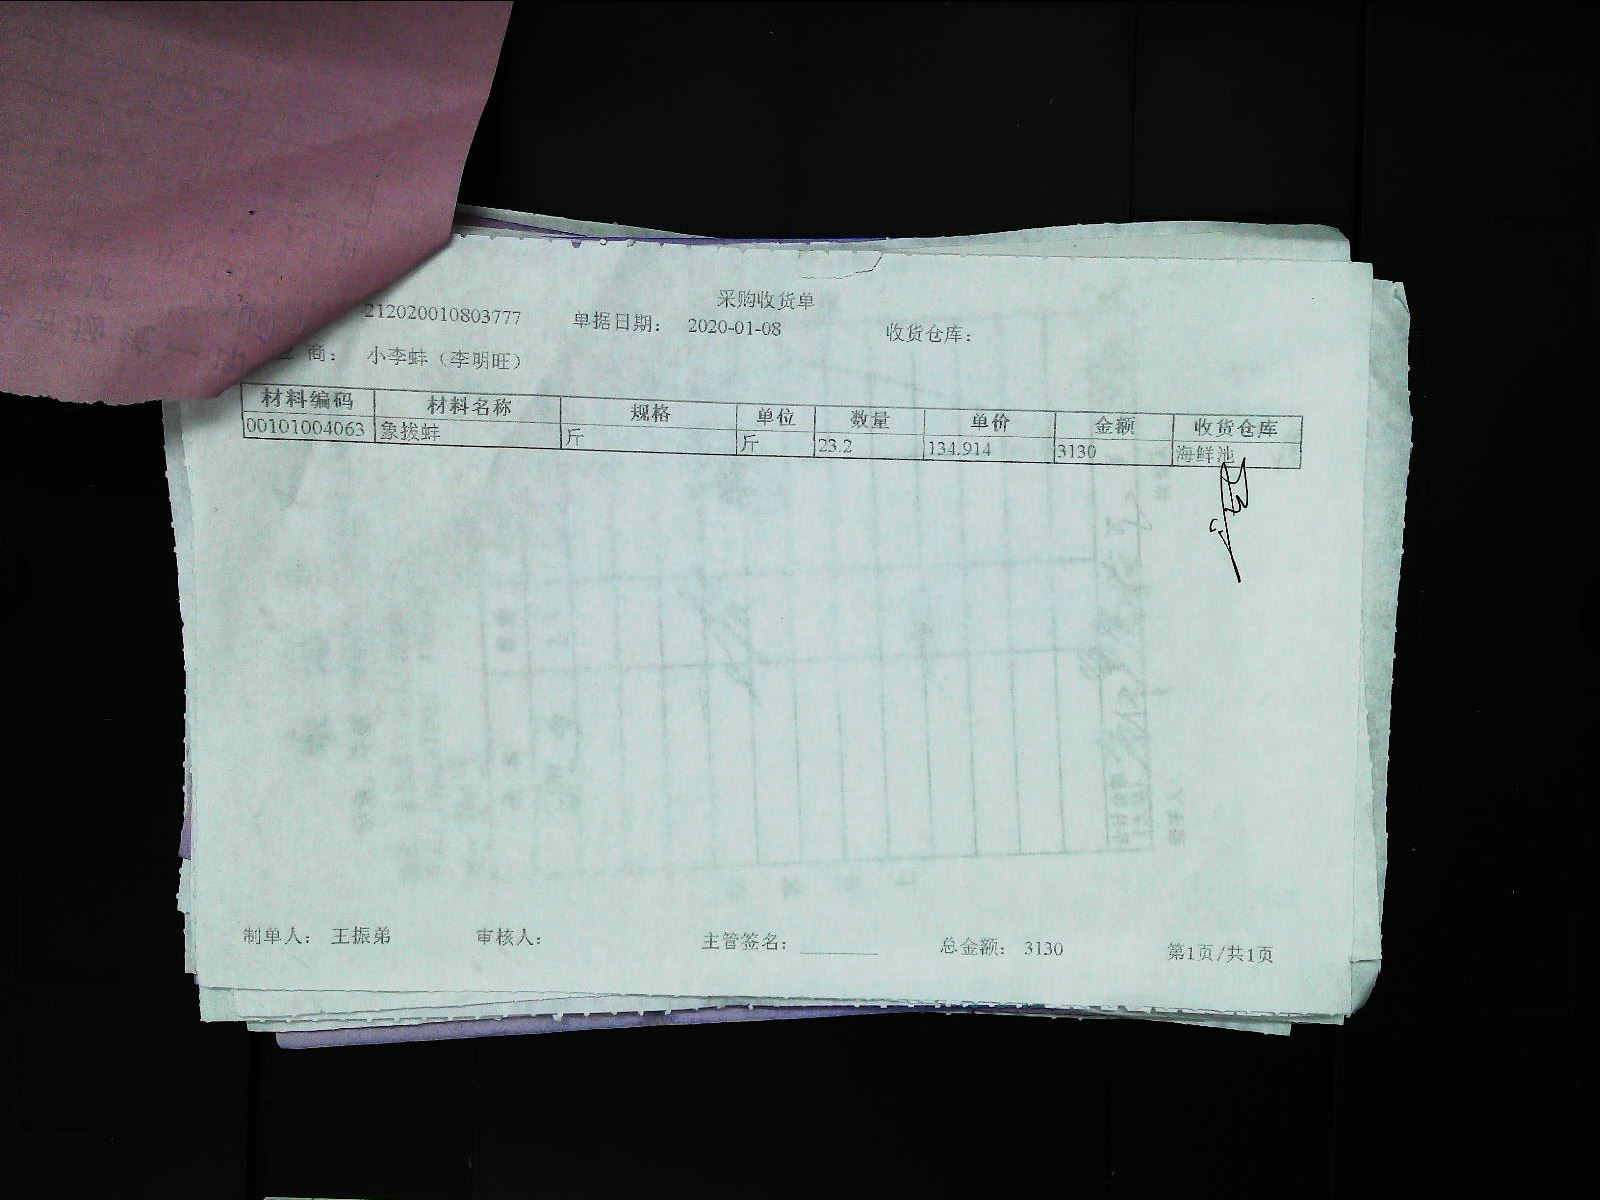 采购收货单
212020010803777 单据日期： 2020-01-08 收货仓库：
商： 小李蚌（李明旺）
材料编码 材料名称 规格 单位 数量 单价 金额 收货仓库
00101004063 象拔蚌 斤 斤 23.2 134.914 3130 海鲜池
制单人： 王振弟 审核人： 主管签名： 总金额： 3130 第1页/共1页